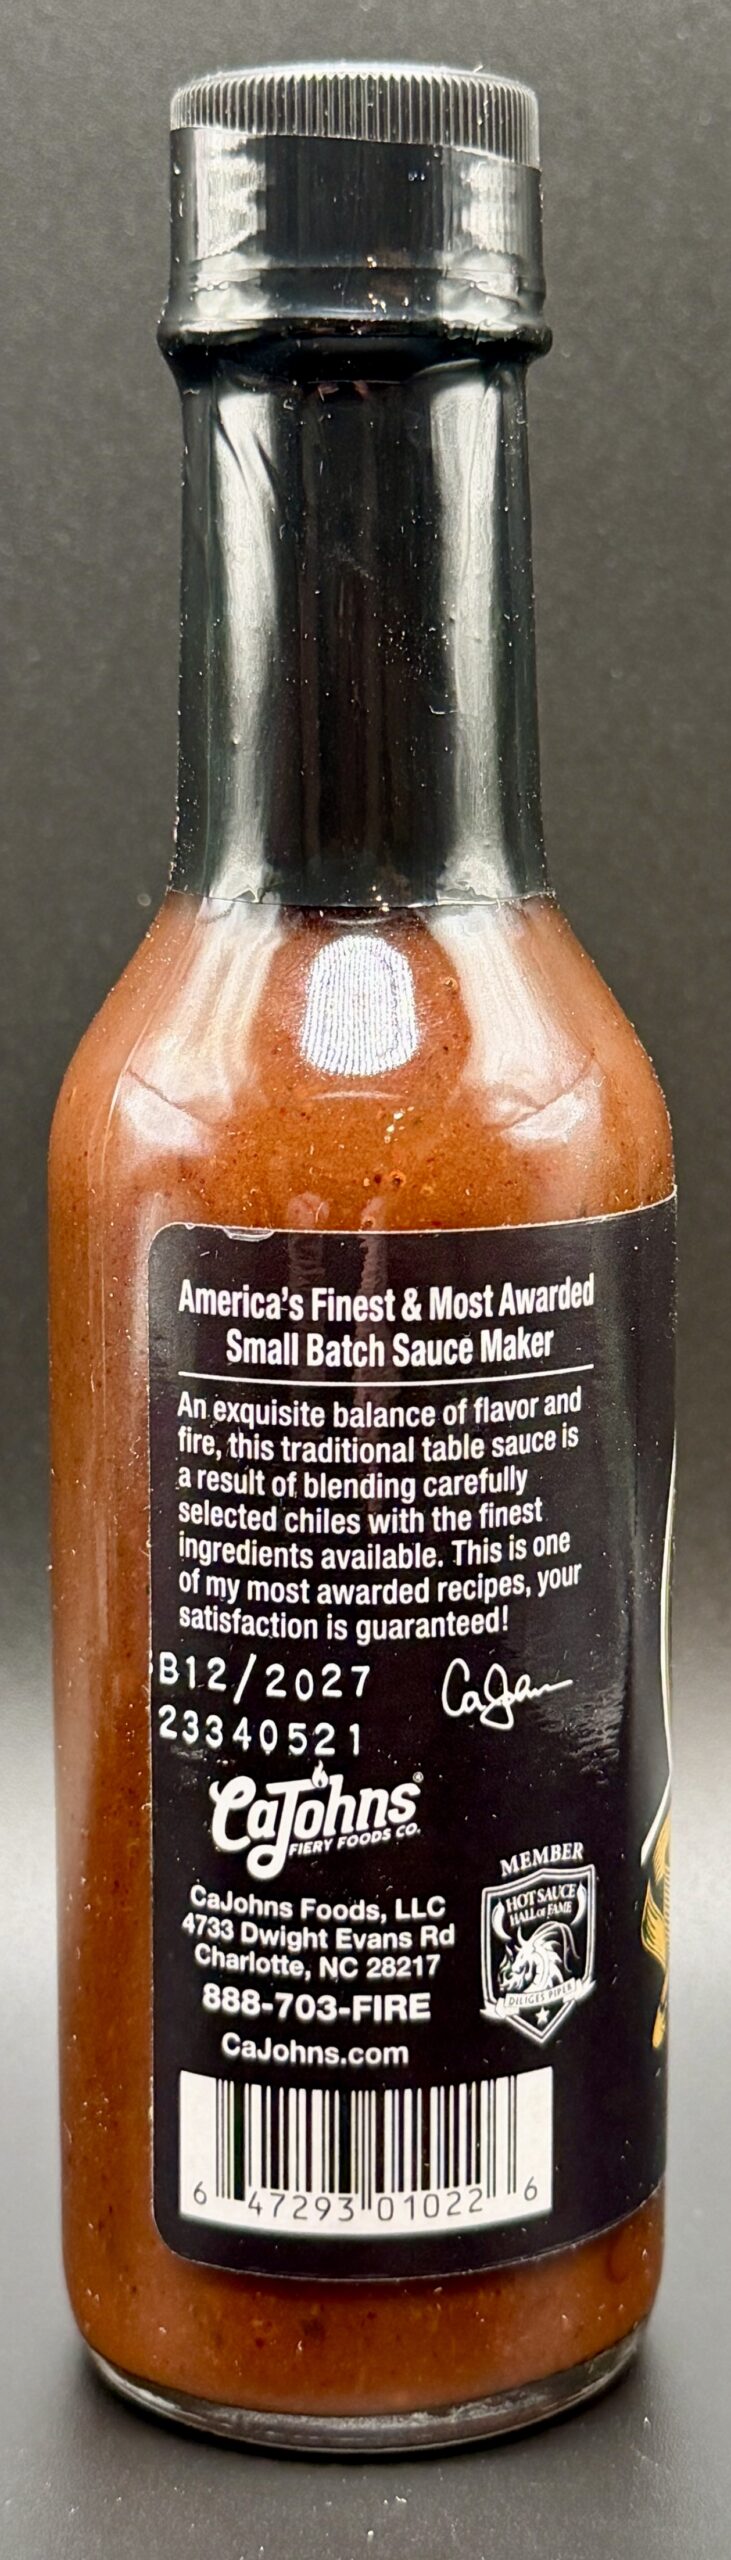 America's Finest & Most Awarded
Small Batch Sauce Maker
An exquisite balance of flavor and
fire, this traditional table sauce is
a result of blending carefully
selected chiles with the finest
ingredients available. This is one
of my most awarded recipes, your
satisfaction is guaranteed!
B12/2027
CaJohn
23340521
CaJohns®
FIERY FOODS CO.
CaJohns Foods, LLC
4733 Dwight Evans Rd
Charlotte, NC 28217
888-703-FIRE
CaJohns.com
MEMBER
HOT SAUCE
HALL of FAME
DILIGES PIPER
6 47293 01022 6